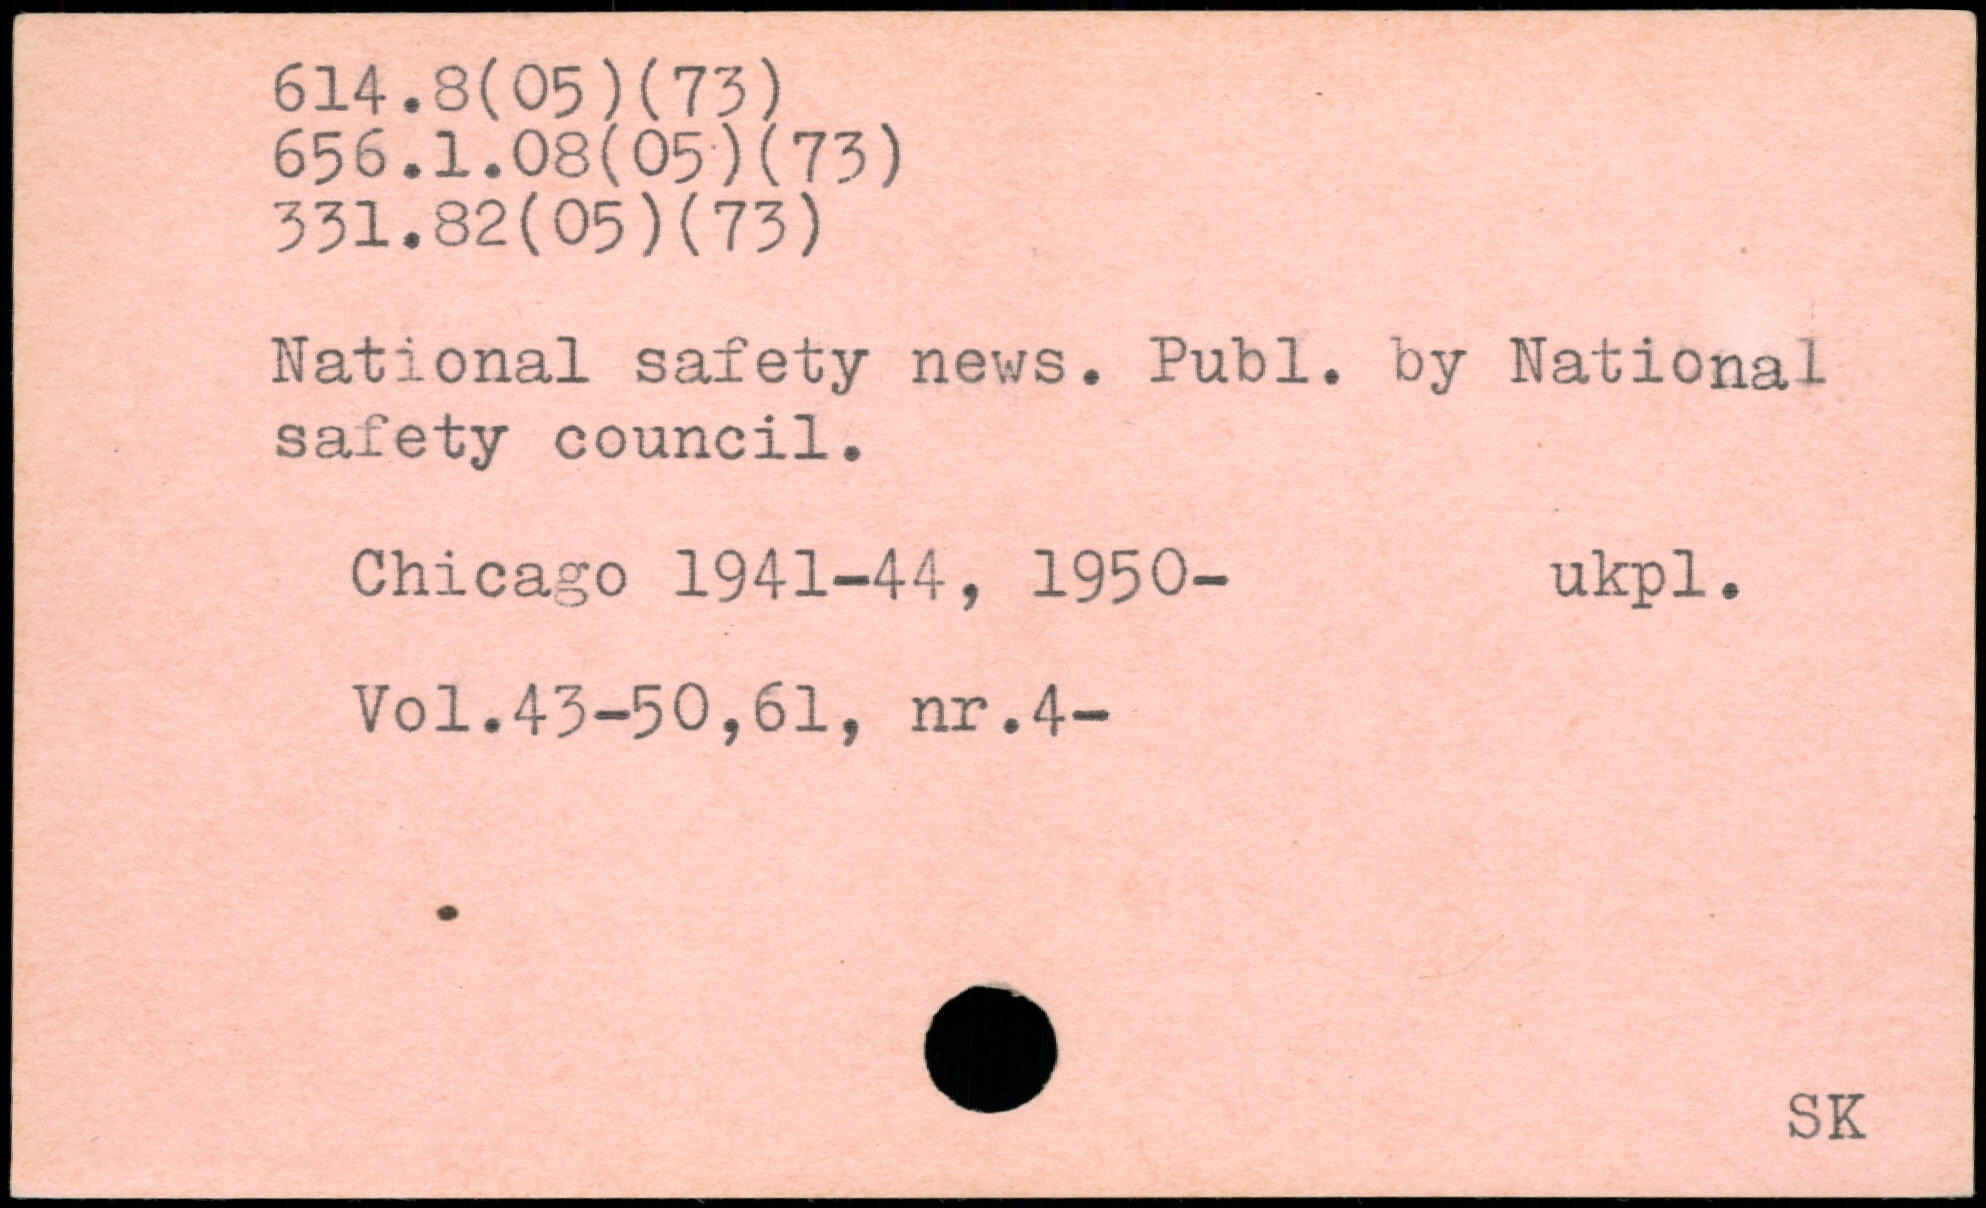 614.8(05)(73)
656.1.08(05)(73)
331.82(05)(73)
National safety news. Publ. by National
safety council.
Chicago 1941-44, 1950- ukpl.
Vol.43-50,61, nr.4-
SK